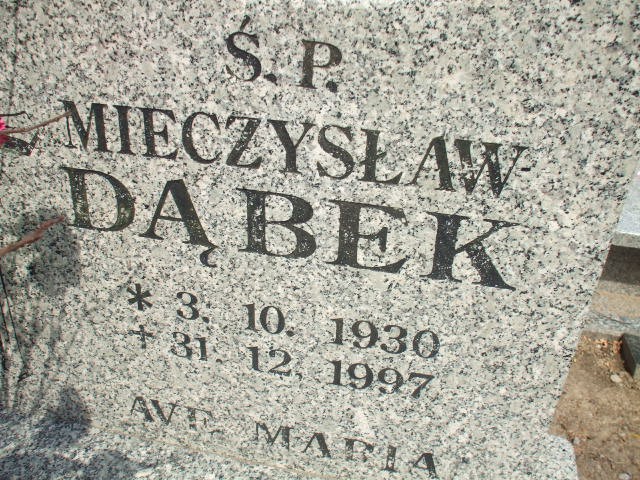 Ś.P.
MIECZYSŁAW
DĄBEK
* 3. 10. 1930
+ 31. 12. 1997
AVE MARIA